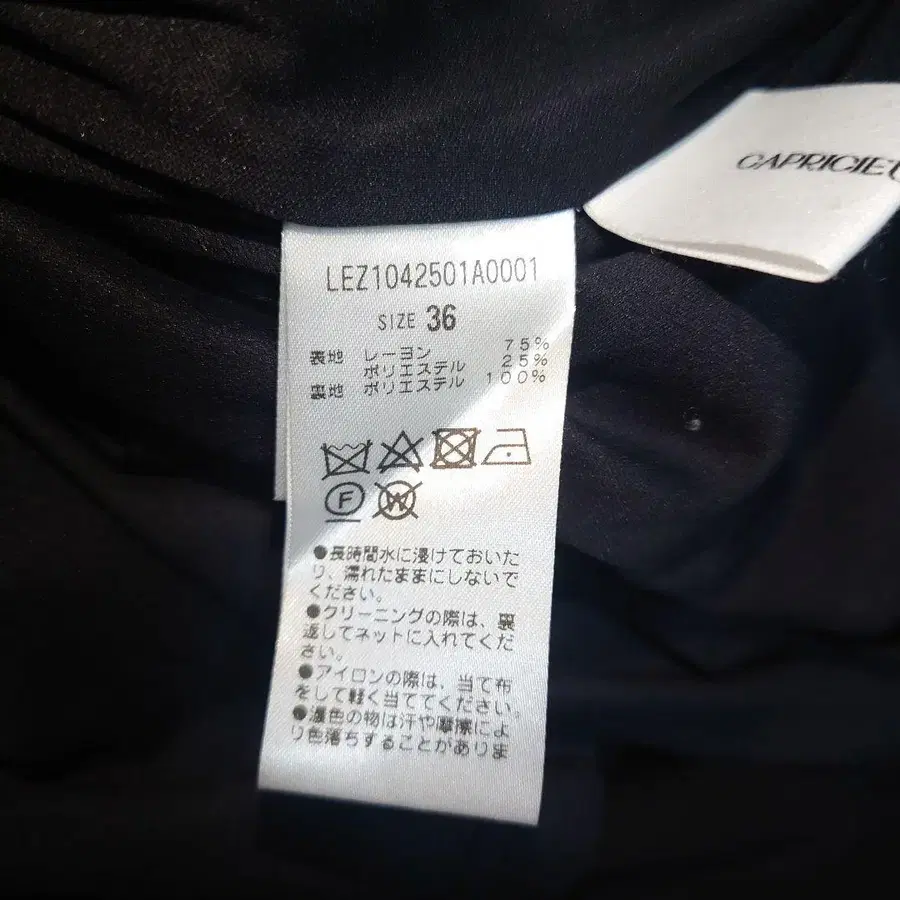 CAPRICIE
LEZ1042501A0001
SIZE 36
表地 レーヨン 75%
ポリエステル 25%
裏地 ポリエステル 100%
F
W
●長時間水に浸けておいた
り、濡れたままにしないで
ください。
●クリーニングの際は、裏
返してネットに入れてくだ
さい。
●アイロンの際は、当て布
をして軽く当ててください。
●濃色の物は汗や摩擦によ
り色落ちすることがありま